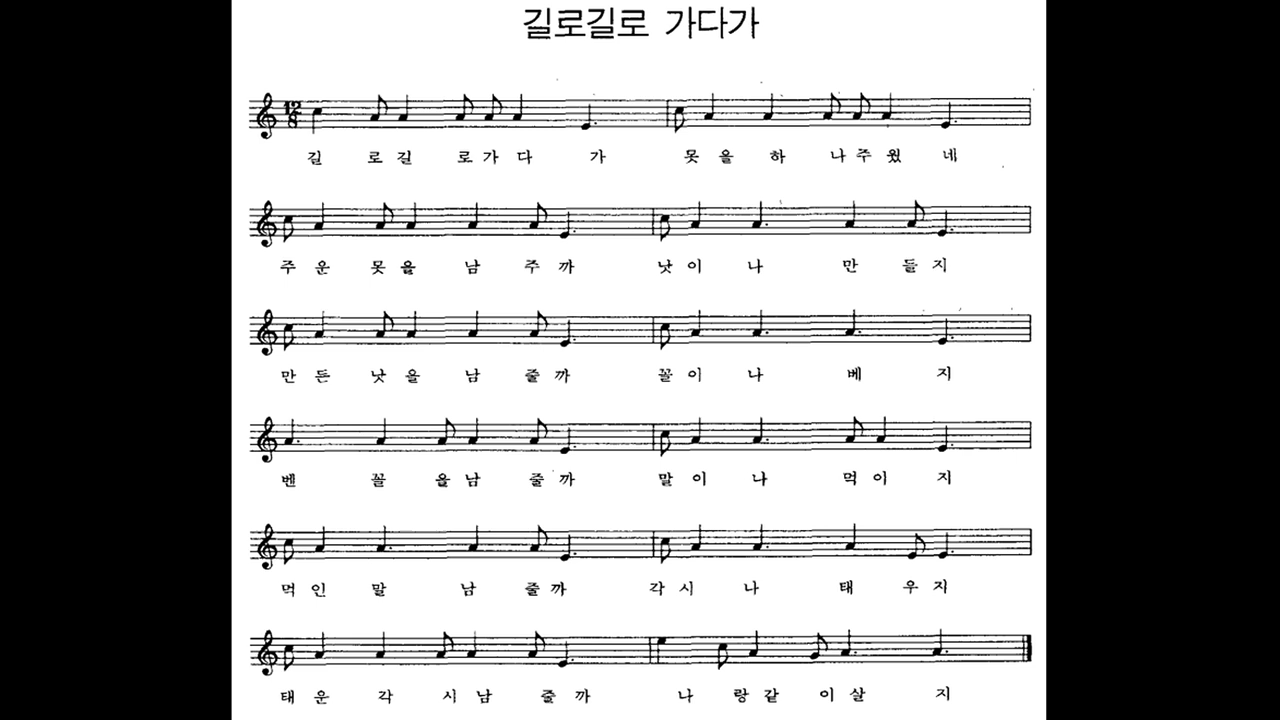 길로길로 가다가
12
8
길 로길 로가 다 가 못 을 하 나주 웠 네
주 운 못을 남 주까 낫이 나 만 들지
만 든 낫을 남 줄까 꼴이 나 베 지
벤 꼴 을남 줄까 말이 나 먹이 지
먹 인 말 남 줄까 각시 나 태 우지
태 운 각 시남 줄까 나 랑같 이살 지